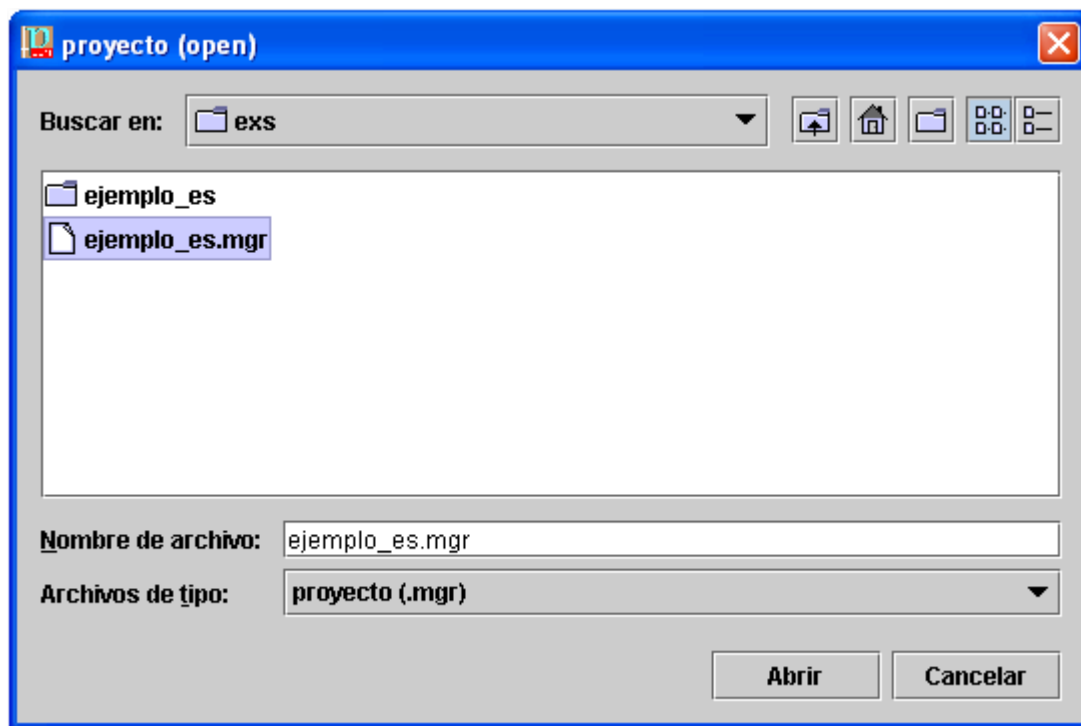 proyecto (open)
Buscar en: exs
ejemplo_es
ejemplo_es.mgr
Nombre de archivo: ejemplo_es.mgr
Archivos de tipo: proyecto (.mgr)
Abrir Cancelar